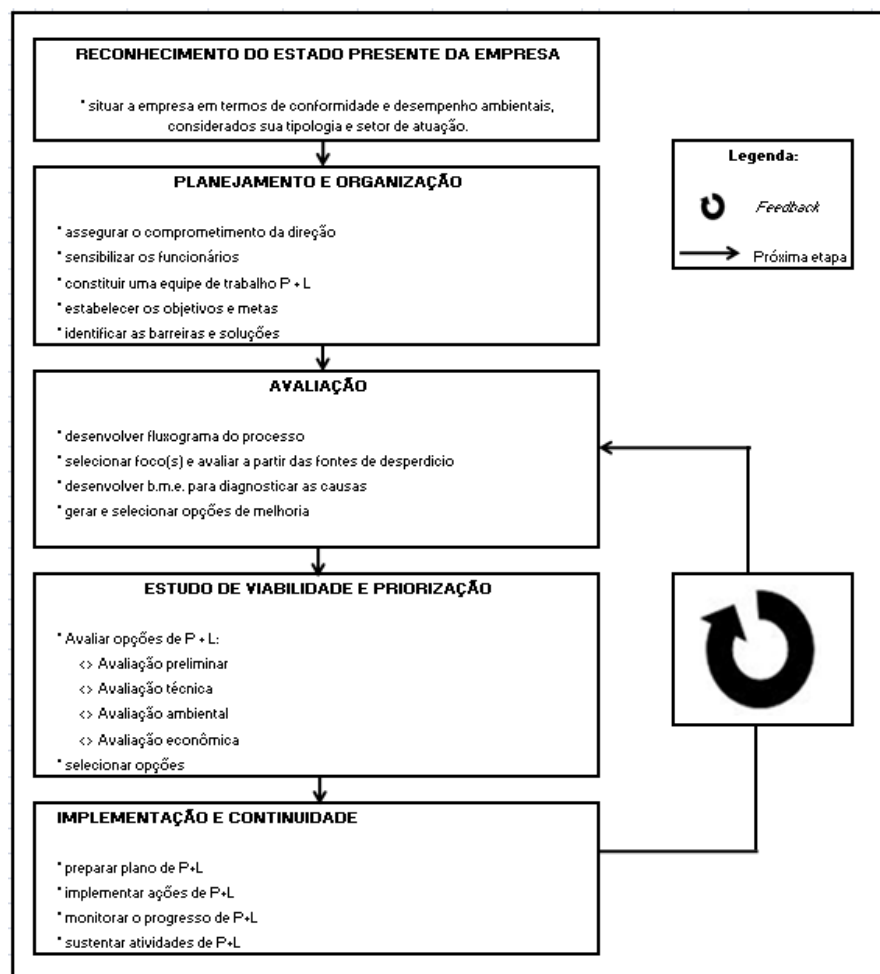 RECONHECIMENTO DO ESTADO PRESENTE DA EMPRESA
* situar a empresa em termos de conformidade e desempenho ambientais,
considerados sua tipologia e setor de atuação.
Legenda:
Feedback
Próxima etapa
PLANEJAMENTO E ORGANIZAÇÃO
* assegurar o comprometimento da direção
* sensibilizar os funcionários
* constituir uma equipe de trabalho P + L
* estabelecer os objetivos e metas
* identificar as barreiras e soluções
AVALIAÇÃO
* desenvolver fluxograma do processo
* selecionar foco(s) e avaliar a partir das fontes de desperdicio
* desenvolver b.m.e. para diagnosticar as causas
* gerar e selecionar opções de melhoria
ESTUDO DE VIABILIDADE E PRIORIZAÇÃO
* Avaliar opções de P + L:
<> Avaliação preliminar
<> Avaliação técnica
<> Avaliação ambiental
<> Avaliação econômica
* selecionar opções
IMPLEMENTAÇÃO E CONTINUIDADE
* preparar plano de P+L
* implementar ações de P+L
* monitorar o progresso de P+L
* sustentar atividades de P+L